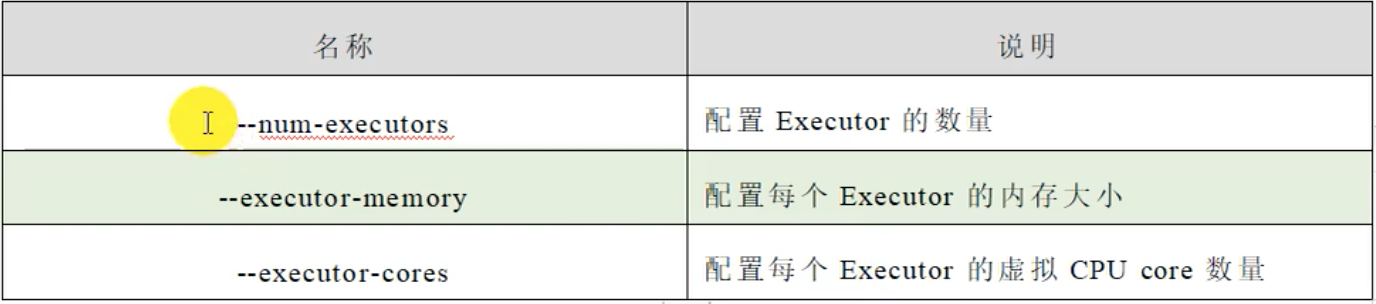 名称 说明
--num-executors 配置 Executor 的数量
--executor-memory 配置每个 Executor 的内存大小
--executor-cores 配置每个 Executor 的虚拟 CPU core 数量